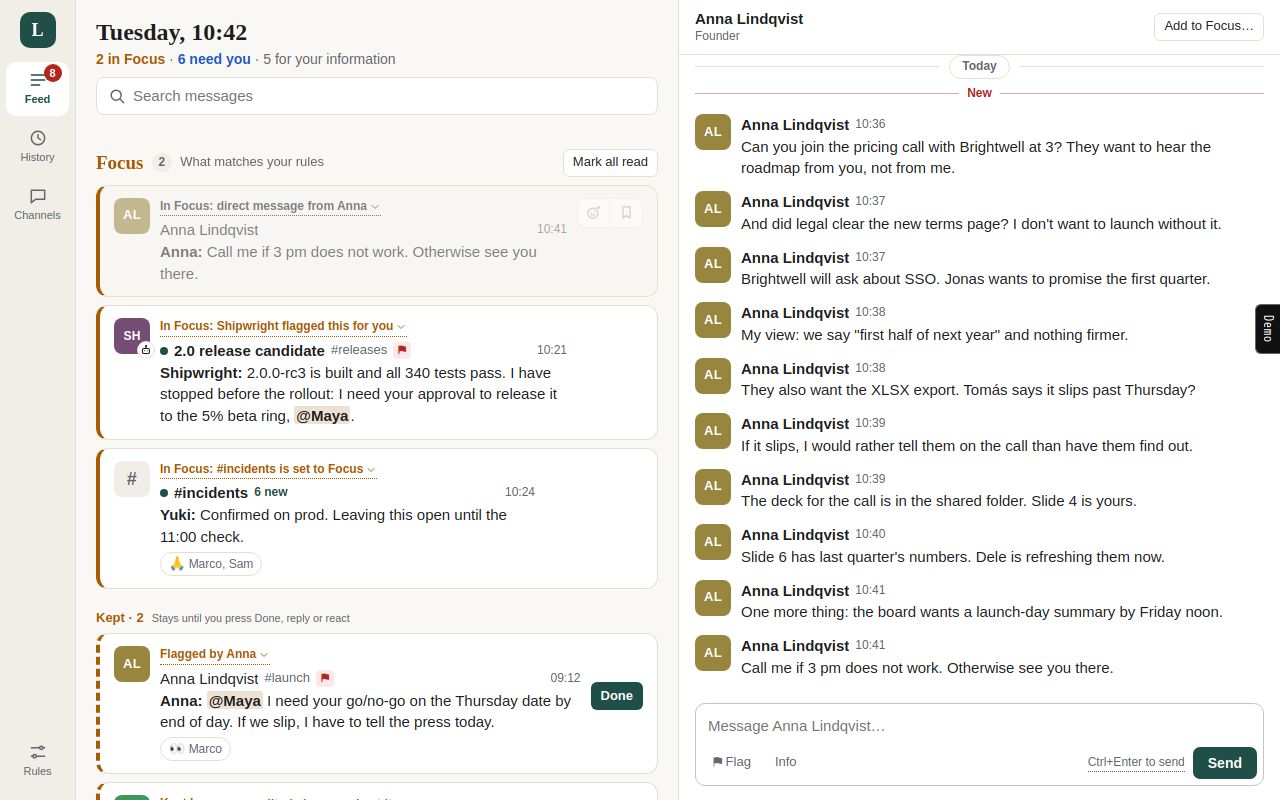 L
8
Feed
History
Channels
Rules
Tuesday, 10:42
2 in Focus · 6 need you · 5 for your information
Search messages
Focus 2 What matches your rules Mark all read
AL
In Focus: direct message from Anna
Anna Lindqvist 10:41
Anna: Call me if 3 pm does not work. Otherwise see you
there.
SH
In Focus: Shipwright flagged this for you
2.0 release candidate #releases 10:21
Shipwright: 2.0.0-rc3 is built and all 340 tests pass. I have
stopped before the rollout: I need your approval to release it
to the 5% beta ring, @Maya.
#
In Focus: #incidents is set to Focus
#incidents 6 new 10:24
Yuki: Confirmed on prod. Leaving this open until the
11:00 check.
🙏 Marco, Sam
Kept · 2 Stays until you press Done, reply or react
AL
Flagged by Anna
Anna Lindqvist #launch 09:12
Anna: @Maya I need your go/no-go on the Thursday date by
end of day. If we slip, I have to tell the press today.
👀 Marco
Done
Anna Lindqvist
Founder
Add to Focus…
Today
New
AL
Anna Lindqvist 10:36
Can you join the pricing call with Brightwell at 3? They want to hear the
roadmap from you, not from me.
AL
Anna Lindqvist 10:37
And did legal clear the new terms page? I don't want to launch without it.
AL
Anna Lindqvist 10:37
Brightwell will ask about SSO. Jonas wants to promise the first quarter.
AL
Anna Lindqvist 10:38
My view: we say "first half of next year" and nothing firmer.
AL
Anna Lindqvist 10:38
They also want the XLSX export. Tomás says it slips past Thursday?
AL
Anna Lindqvist 10:39
If it slips, I would rather tell them on the call than have them find out.
AL
Anna Lindqvist 10:39
The deck for the call is in the shared folder. Slide 4 is yours.
AL
Anna Lindqvist 10:40
Slide 6 has last quarter's numbers. Dele is refreshing them now.
AL
Anna Lindqvist 10:41
One more thing: the board wants a launch-day summary by Friday noon.
AL
Anna Lindqvist 10:41
Call me if 3 pm does not work. Otherwise see you there.
Message Anna Lindqvist…
Flag Info Ctrl+Enter to send Send
Demo